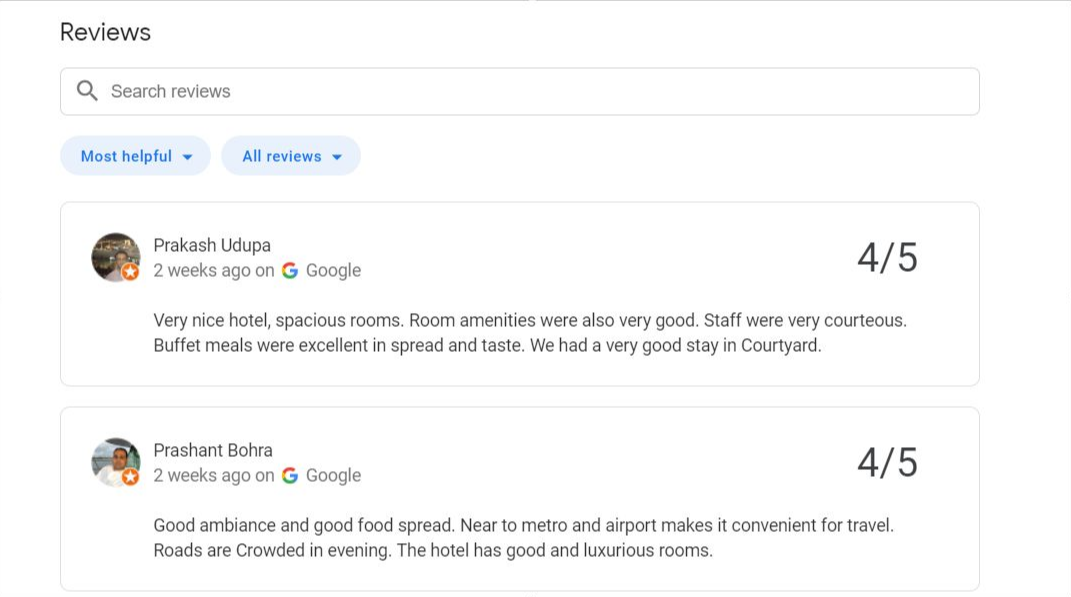 Reviews
Search reviews
Most helpful All reviews
Prakash Udupa
4/5
2 weeks ago on Google
Very nice hotel, spacious rooms. Room amenities were also very good. Staff were very courteous.
Buffet meals were excellent in spread and taste. We had a very good stay in Courtyard.
Prashant Bohra
4/5
2 weeks ago on Google
Good ambiance and good food spread. Near to metro and airport makes it convenient for travel.
Roads are Crowded in evening. The hotel has good and luxurious rooms.